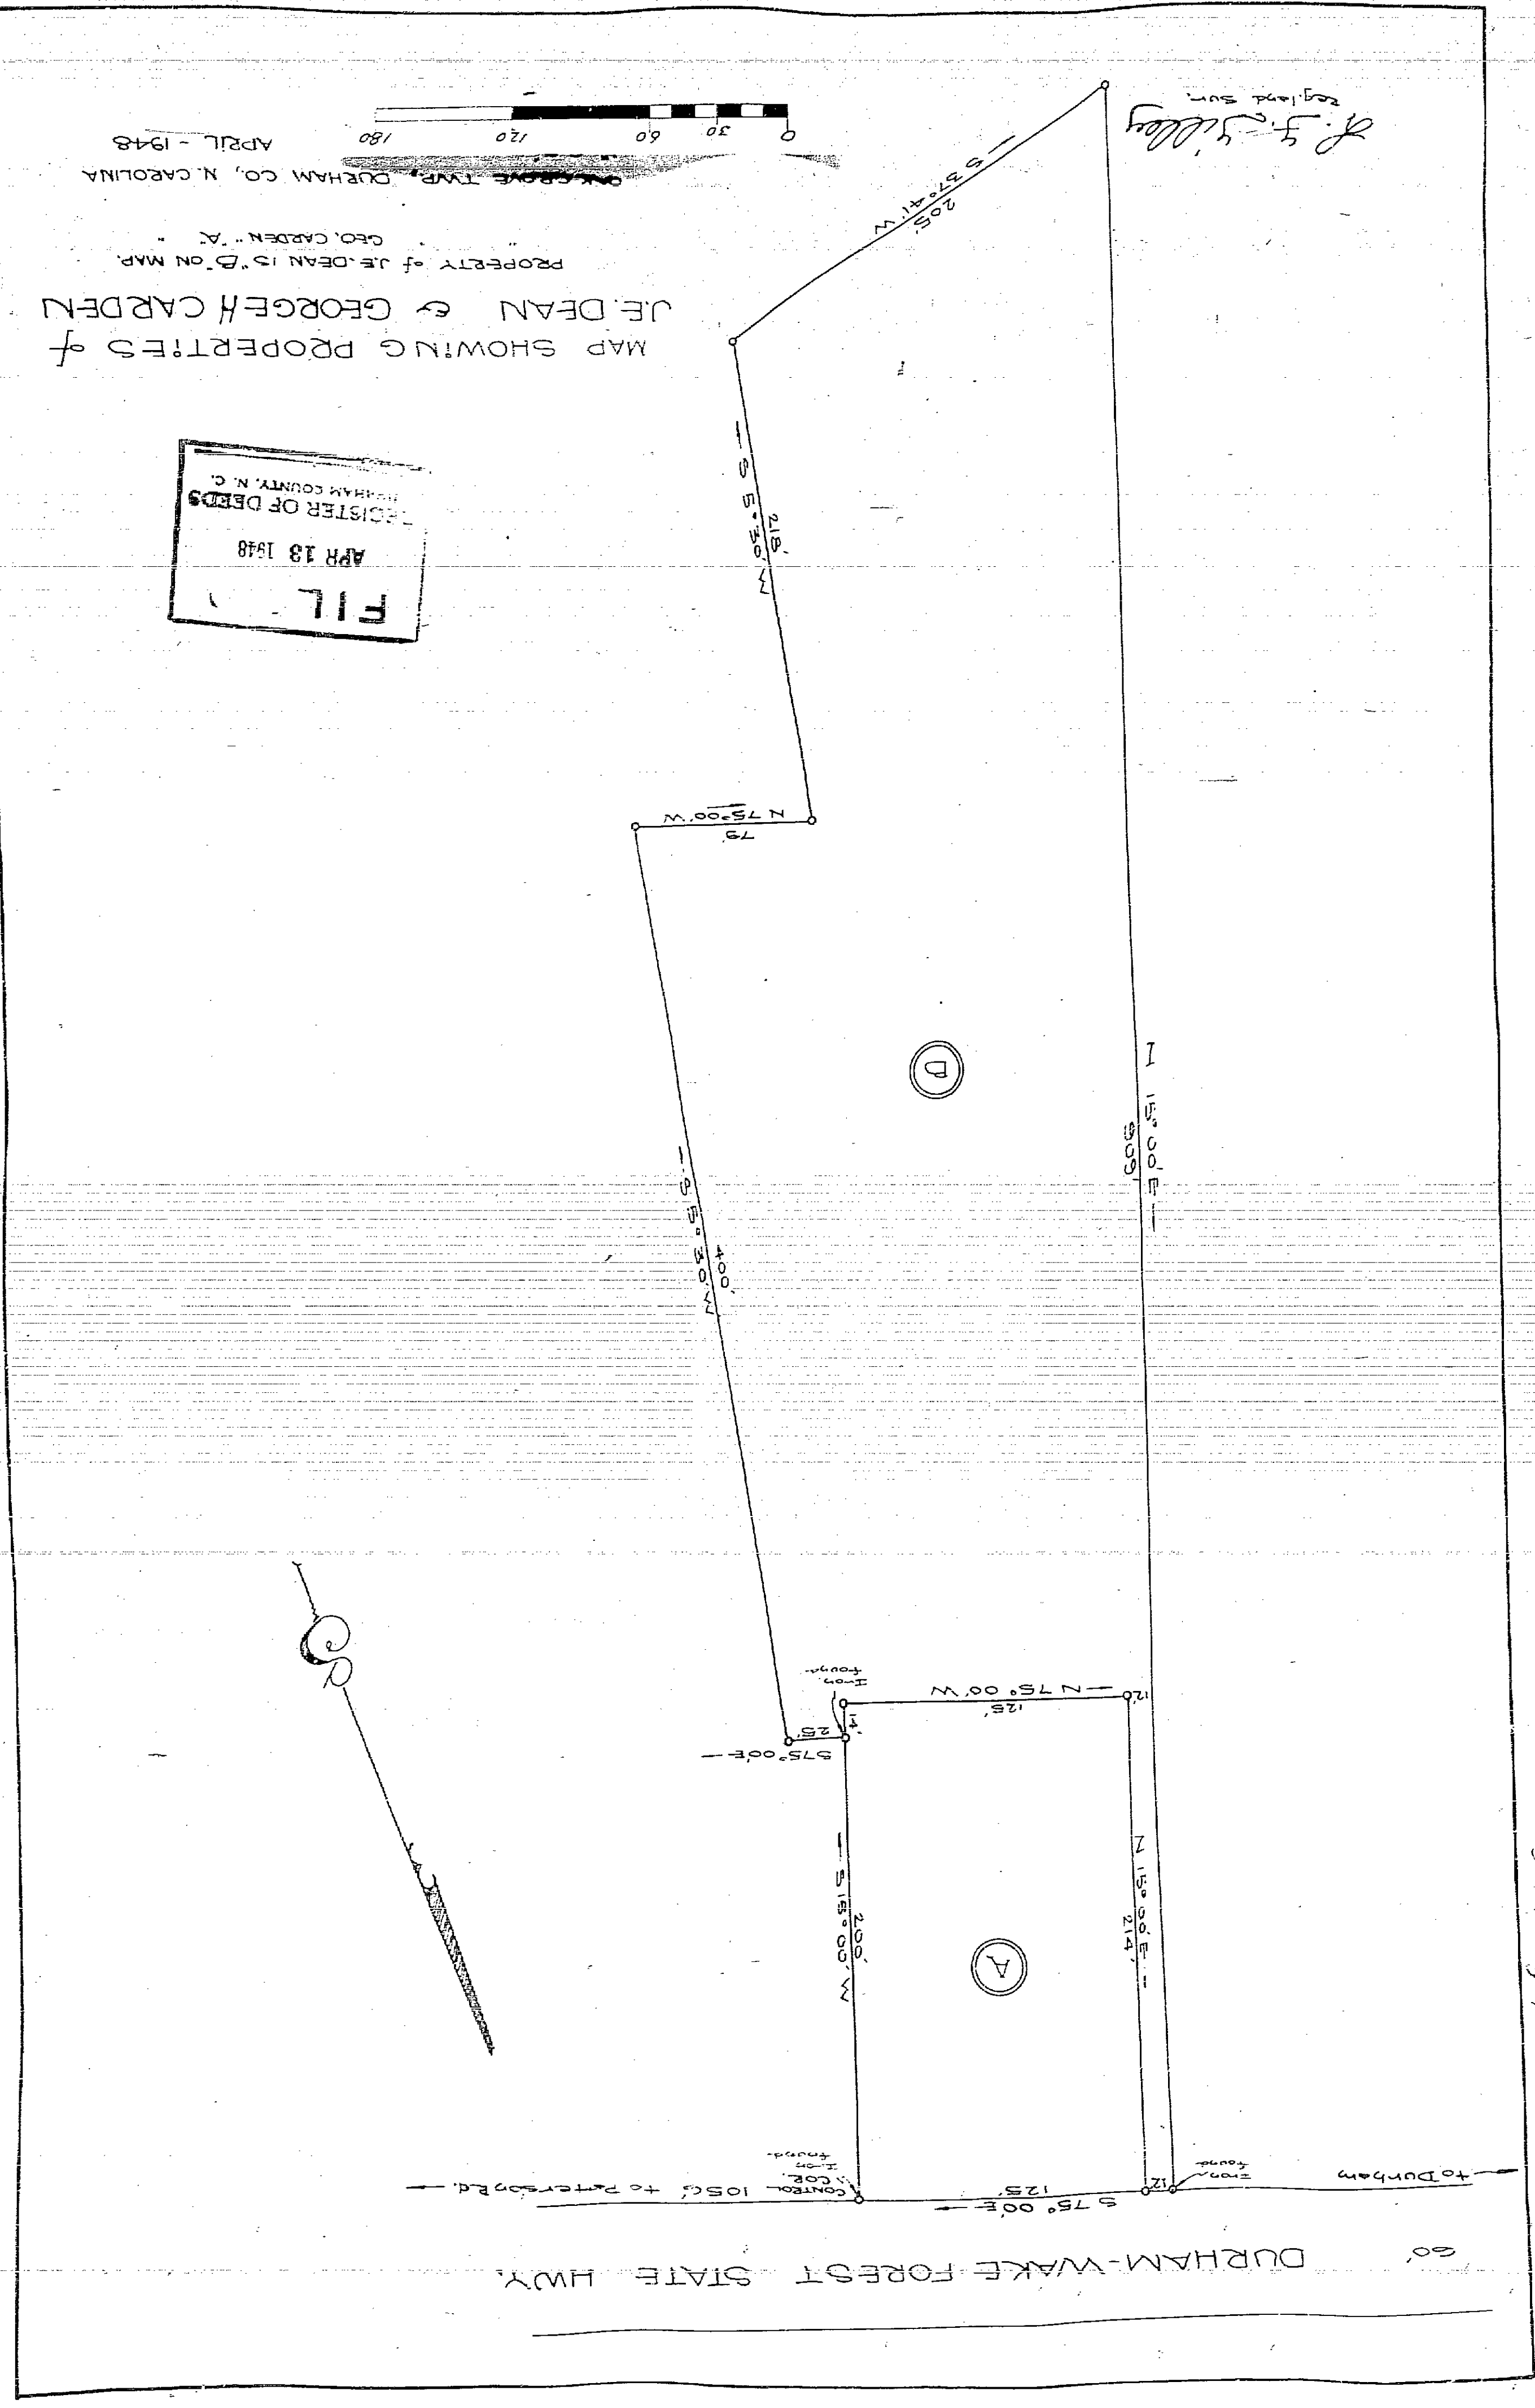 60' DURHAM-WAKE FOREST STATE HWY.
to Durham
Iron
found
12'
S 75° 00' E
125'
CONTROL
COR.
Iron
found
1056' to Patterson Rd.
N 15° 00' E
214'
A
200'
S 15° 00' W
S 75° 00' E
25'
14'
Iron
found
12'
125'
N 75° 00' W
N 15° 00' E
909'
B
400'
S 5° 30' W
79'
N 75° 00' W
218'
S 5° 30' W
205'
S 37° 41' W
FIL
APR 13 1948
REGISTER OF DEEDS
DURHAM COUNTY, N. C.
MAP SHOWING PROPERTIES of
J.E. DEAN & GEORGE H CARDEN
PROPERTY of J.E. DEAN IS "B" ON MAP.
" " GEO. CARDEN " "A" "
OAK GROVE TWP., DURHAM CO., N. CAROLINA
APRIL - 1948
0 30 60 120 180
Reg. land Sur.